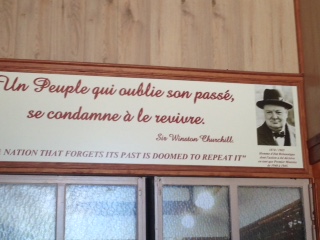 Un Peuple qui oublie son passé,
se condamne à le revivre.
Sir Winston Churchill.
NATION THAT FORGETS ITS PAST IS DOOMED TO REPEAT IT"